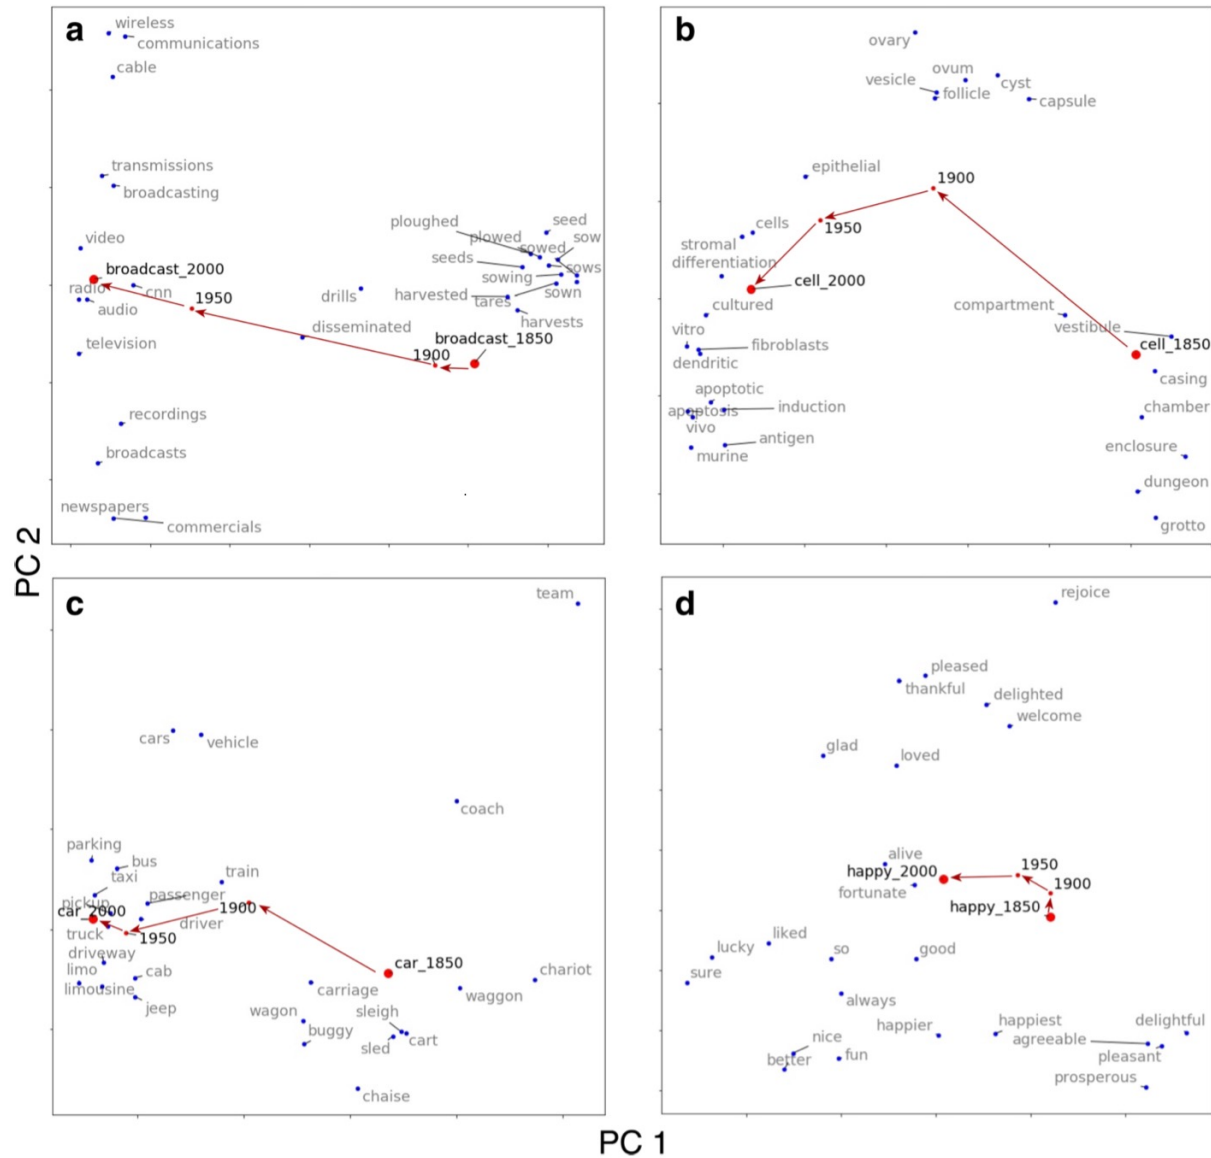 a
wireless
communications
cable
transmissions
broadcasting
video
broadcast_2000
radio
cnn
audio
1950
television
recordings
broadcasts
newspapers
commercials
drills
disseminated
1900
broadcast_1850
ploughed
plowed
sowed
seed
sow
seeds
sows
sowing
sown
harvested
tares
harvests
b
ovary
ovum
vesicle
cyst
follicle
capsule
epithelial
1900
cells
1950
stromal
differentiation
cell_2000
cultured
compartment
vestibule
vitro
fibroblasts
cell_1850
dendritic
casing
apoptotic
chamber
apoptosis
induction
vivo
antigen
enclosure
murine
dungeon
grotto
PC 2
c
team
cars
vehicle
coach
parking
bus
taxi
train
pickup
passenger
car_2000
1900
driver
truck
1950
driveway
car_1850
limo
cab
chariot
limousine
carriage
waggon
jeep
wagon
sleigh
buggy
cart
sled
chaise
d
rejoice
pleased
thankful
delighted
welcome
glad
loved
alive
happy_2000
1950
fortunate
1900
happy_1850
liked
lucky
so
good
sure
always
happier
happiest
delightful
agreeable
nice
pleasant
better
fun
prosperous
PC 1